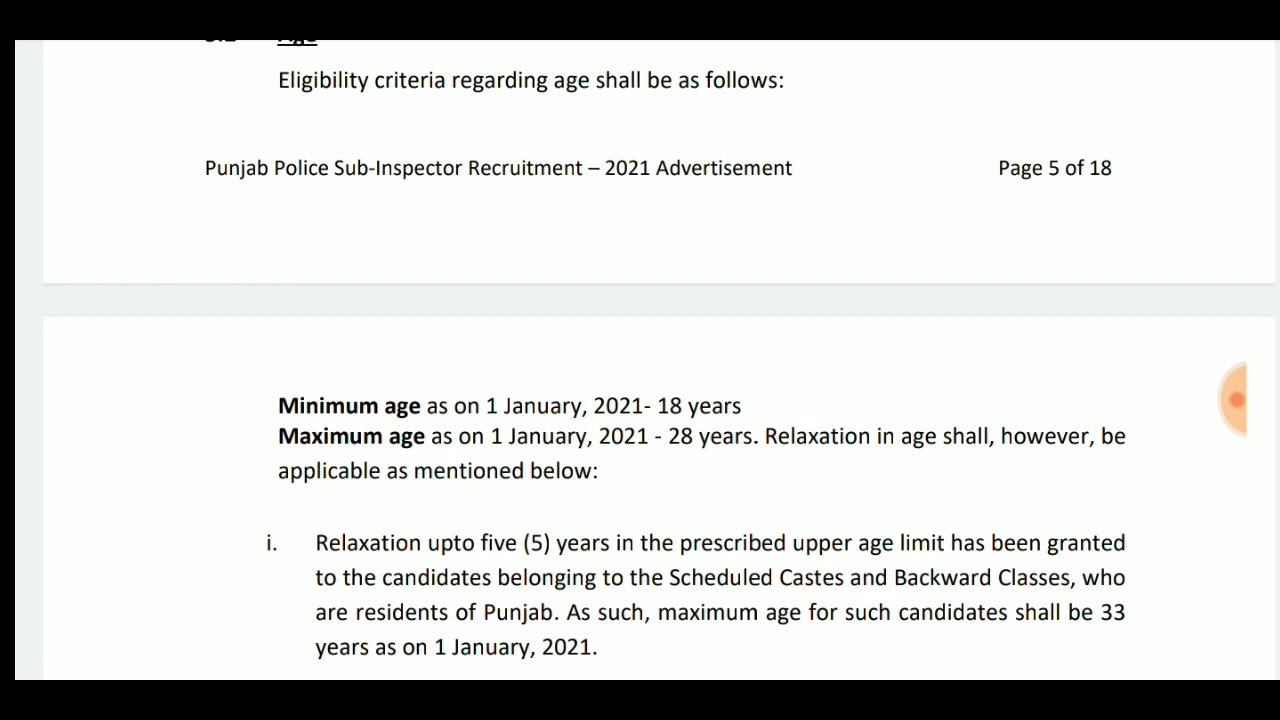 Age
Eligibility criteria regarding age shall be as follows:
Punjab Police Sub-Inspector Recruitment – 2021 Advertisement Page 5 of 18
Minimum age as on 1 January, 2021- 18 years
Maximum age as on 1 January, 2021 - 28 years. Relaxation in age shall, however, be
applicable as mentioned below:
i. Relaxation upto five (5) years in the prescribed upper age limit has been granted
to the candidates belonging to the Scheduled Castes and Backward Classes, who
are residents of Punjab. As such, maximum age for such candidates shall be 33
years as on 1 January, 2021.